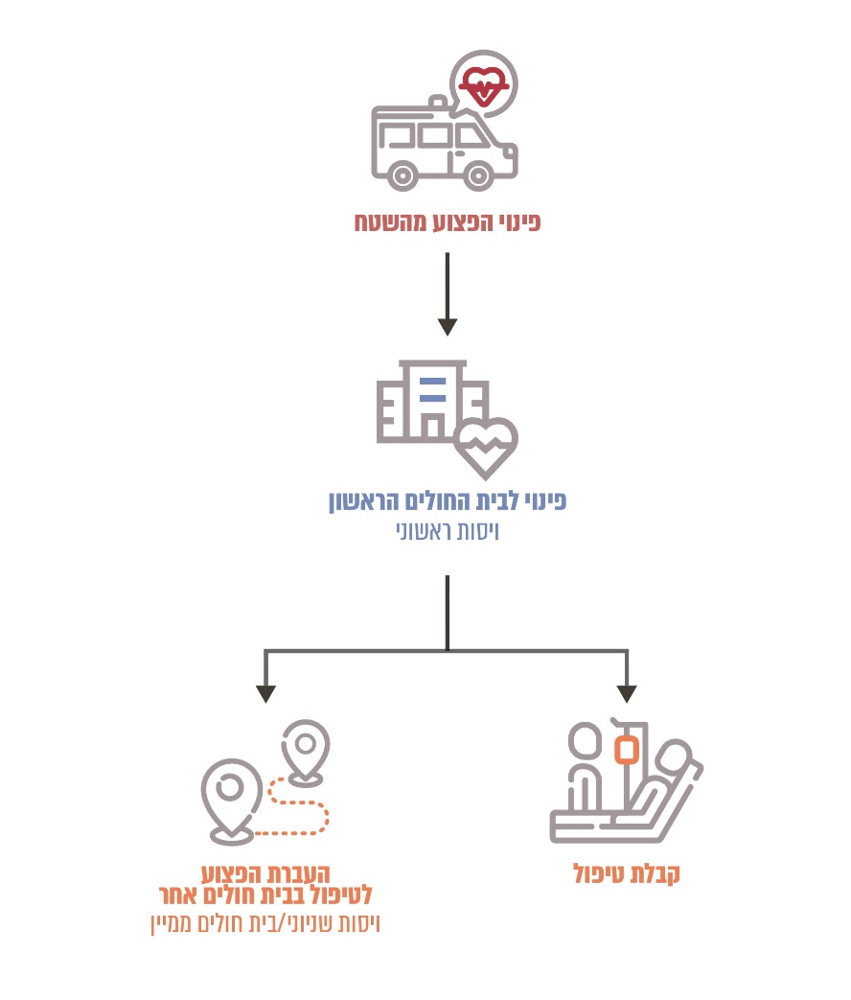 פינוי הפצוע מהשטח
פינוי לבית החולים הראשון
ויסות ראשוני
קבלת טיפול
העברת הפצוע
לטיפול בבית חולים אחר
ויסות שניוני/בית חולים ממיין